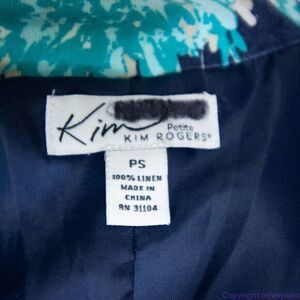 Kim
Petite
KIM ROGERS®
PS
100% LINEN
MADE IN
CHINA
RN 31104